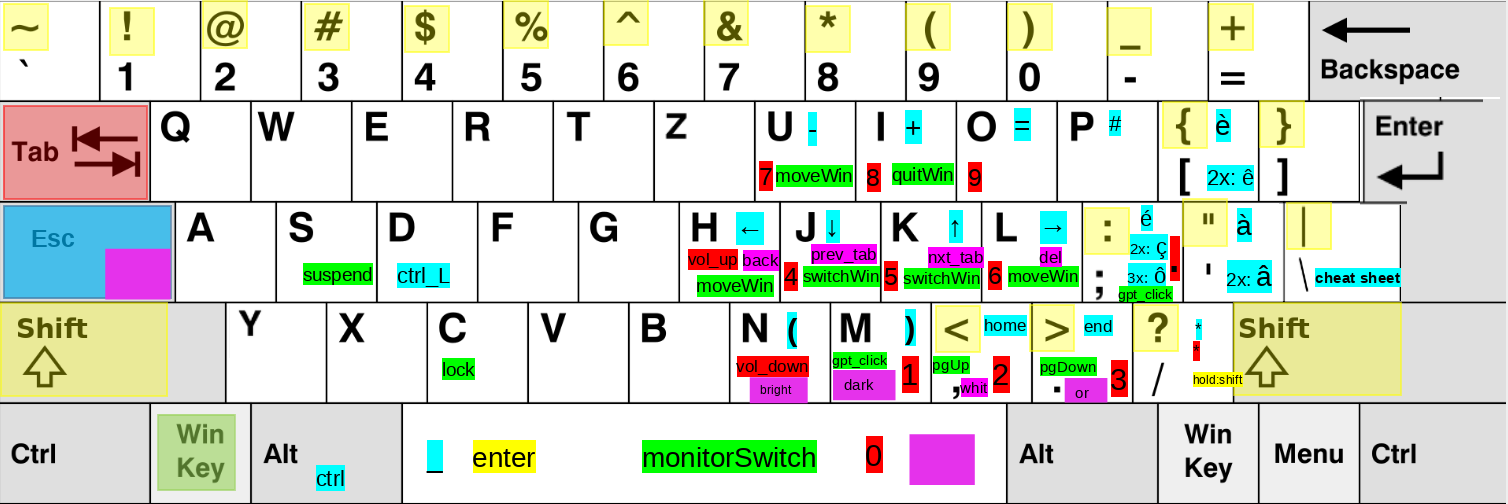 ~ ! @ # $ % ^ & * ( ) _ +
` 1 2 3 4 5 6 7 8 9 0 - = Backspace
Tab Q W E R T Z U - I + O = P # { è } Enter
7 moveWin 8 quitWin 9 [ 2x: ê ]
Esc A S D F G H ← J ↓ K ↑ L → : é " à |
vol_up back prev_tab nxt_tab del 2x: ç .
suspend ctrl_L moveWin 4 switchWin 5 switchWin 6 moveWin ; 3x: ô ' 2x: â \ cheat sheet
gpt_click
Shift Y X C V B N ( M ) < home > end ? * Shift
*
lock vol_down gpt_click 1 pgUp 2 pgDown 3 / hold:shift
bright dark , whit . or
Ctrl Win Key Alt _ enter monitorSwitch 0 Alt Win Key Menu Ctrl
ctrl